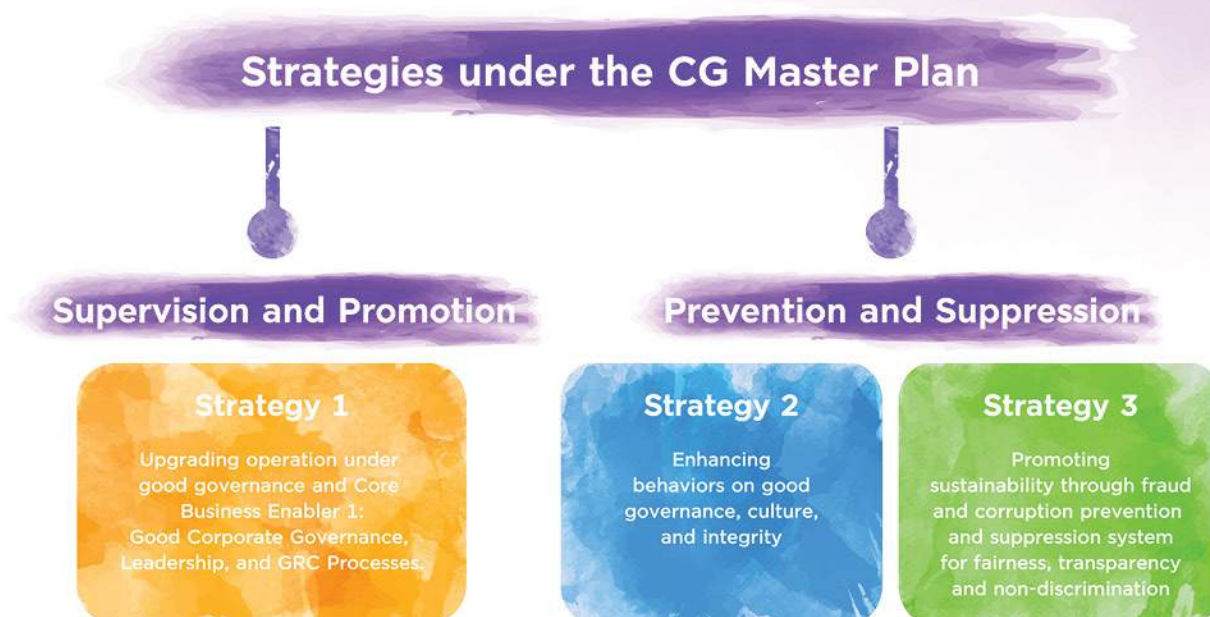 Strategies under the CG Master Plan
Supervision and Promotion
Prevention and Suppression
Strategy 1
Upgrading operation under
good governance and Core
Business Enabler 1:
Good Corporate Governance,
Leadership, and GRC Processes.
Strategy 2
Enhancing
behaviors on good
governance, culture,
and integrity
Strategy 3
Promoting
sustainability through fraud
and corruption prevention
and suppression system
for fairness, transparency
and non-discrimination